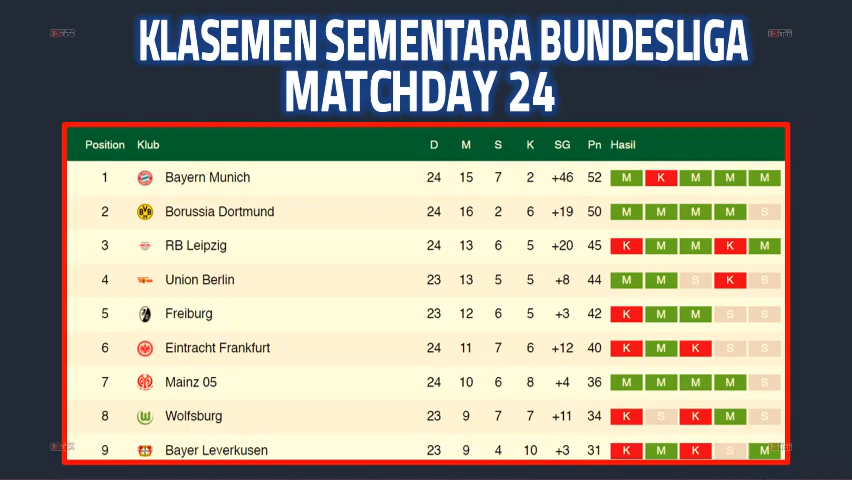 KLASEMEN SEMENTARA BUNDESLIGA
MATCHDAY 24
Position Klub D M S K SG Pn Hasil
1 Bayern Munich 24 15 7 2 +46 52 M K M M M
2 Borussia Dortmund 24 16 2 6 +19 50 M M M M S
3 RB Leipzig 24 13 6 5 +20 45 K M M K M
4 Union Berlin 23 13 5 5 +8 44 M M S K S
5 Freiburg 23 12 6 5 +3 42 K M M S S
6 Eintracht Frankfurt 24 11 7 6 +12 40 K M K S S
7 Mainz 05 24 10 6 8 +4 36 M M M M S
8 Wolfsburg 23 9 7 7 +11 34 K S K M S
9 Bayer Leverkusen 23 9 4 10 +3 31 K M K S M